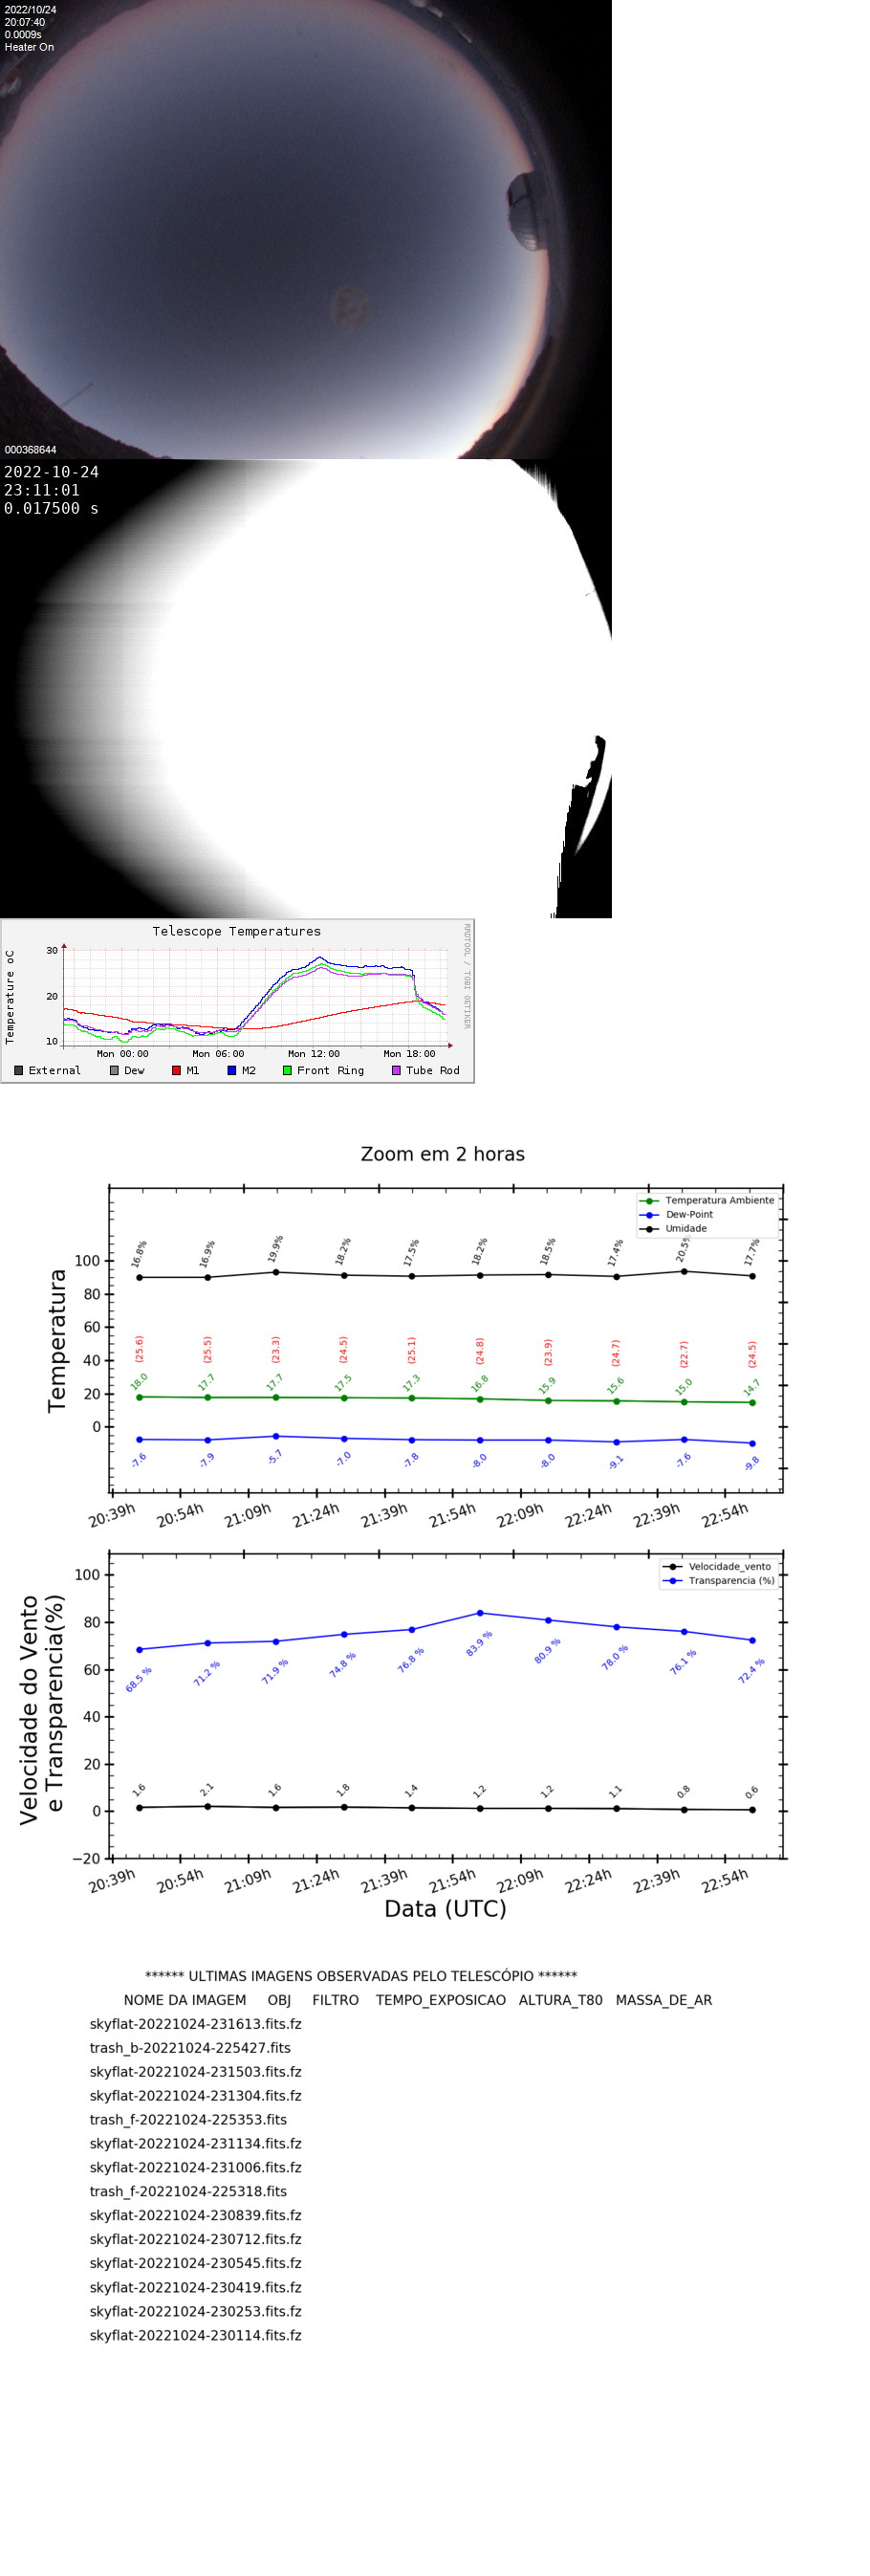 2022/10/24
20:07:40
0.0009s
Heater On
000368644
2022-10-24
23:11:01
0.017500 s
Telescope Temperatures
RRDTOOL / TOBI OETIKER
Temperature oC
30
20
10
Mon 00:00 Mon 06:00 Mon 12:00 Mon 18:00
External Dew M1 M2 Front Ring Tube Rod
Zoom em 2 horas
Temperatura Ambiente
Dew-Point
Umidade
16.8% 16.9% 19.9% 18.2% 17.5% 18.2% 18.5% 17.4% 20.5% 17.7%
Temperatura
100
80
60
40
20
0
(25.6) (25.5) (23.3) (24.5) (25.1) (24.8) (23.9) (24.7) (22.7) (24.5)
18.0 17.7 17.7 17.5 17.3 16.8 15.9 15.6 15.0 14.7
-7.6 -7.9 -5.7 -7.0 -7.8 -8.0 -8.0 -9.1 -7.6 -9.8
20:39h 20:54h 21:09h 21:24h 21:39h 21:54h 22:09h 22:24h 22:39h 22:54h
Velocidade_vento
Transparencia (%)
Velocidade do Vento
e Transparencia(%)
100
80
60
40
20
0
−20
68.5 % 71.2 % 71.9 % 74.8 % 76.8 % 83.9 % 80.9 % 78.0 % 76.1 % 72.4 %
1.6 2.1 1.6 1.8 1.4 1.2 1.2 1.1 0.8 0.6
20:39h 20:54h 21:09h 21:24h 21:39h 21:54h 22:09h 22:24h 22:39h 22:54h
Data (UTC)
****** ULTIMAS IMAGENS OBSERVADAS PELO TELESCÓPIO ******
NOME DA IMAGEM OBJ FILTRO TEMPO_EXPOSICAO ALTURA_T80 MASSA_DE_AR
skyflat-20221024-231613.fits.fz
trash_b-20221024-225427.fits
skyflat-20221024-231503.fits.fz
skyflat-20221024-231304.fits.fz
trash_f-20221024-225353.fits
skyflat-20221024-231134.fits.fz
skyflat-20221024-231006.fits.fz
trash_f-20221024-225318.fits
skyflat-20221024-230839.fits.fz
skyflat-20221024-230712.fits.fz
skyflat-20221024-230545.fits.fz
skyflat-20221024-230419.fits.fz
skyflat-20221024-230253.fits.fz
skyflat-20221024-230114.fits.fz